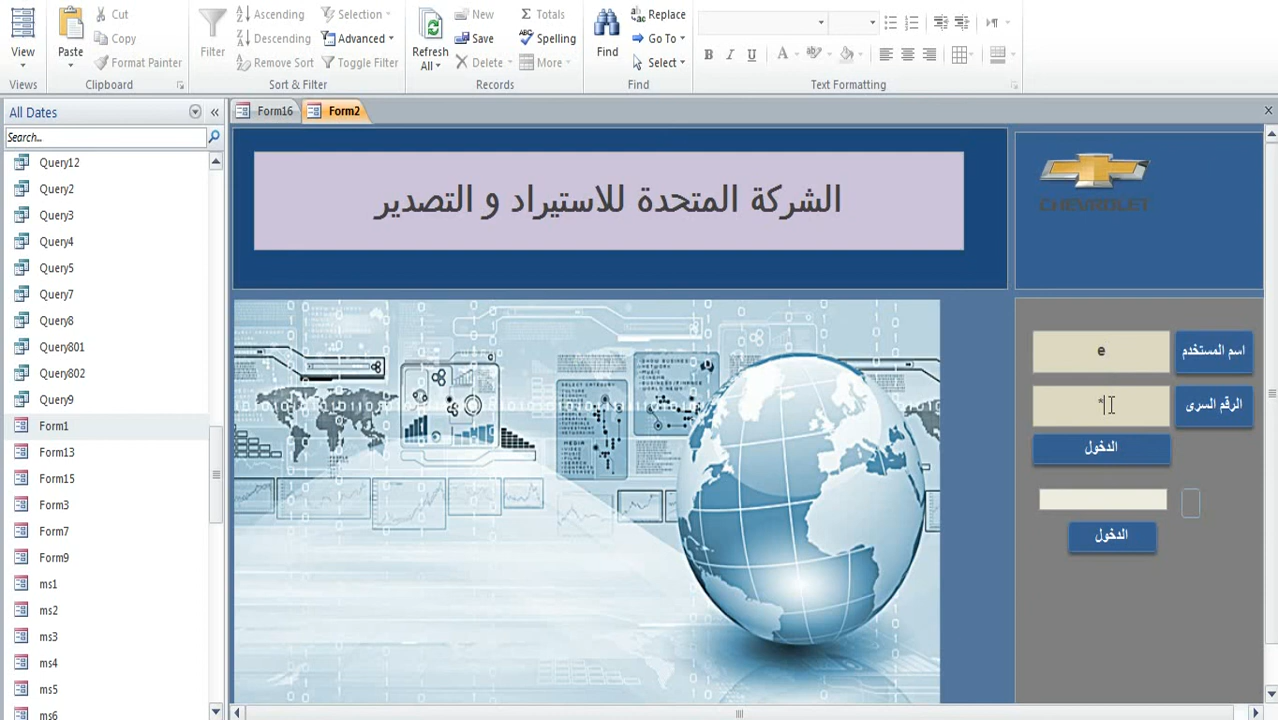 View
Views
Paste
Cut
Copy
Format Painter
Clipboard
Filter
Ascending
Descending
Remove Sort
Selection
Advanced
Toggle Filter
Sort & Filter
Refresh
All
New
Save
Delete
Totals
Spelling
More
Records
Find
Replace
Go To
Select
Find
B I U
A
Text Formatting
All Dates
Search...
Query12
Query2
Query3
Query4
Query5
Query7
Query8
Query801
Query802
Query9
Form1
Form13
Form15
Form3
Form7
Form9
ms1
ms2
ms3
ms4
ms5
ms6
Form16
Form2
الشركة المتحدة للاستيراد و التصدير
CHEVROLET
اسم المستخدم
e
الرقم السرى
*
الدخول
الدخول